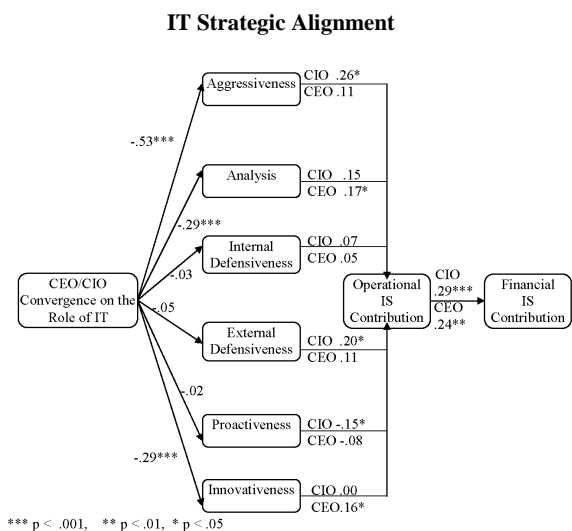 IT Strategic Alignment
Aggressiveness
CIO .26*
CEO .11
-.53***
Analysis
CIO .15
CEO .17*
-.29***
Internal
Defensiveness
CIO .07
CEO .05
-.03
CEO/CIO
Convergence on the
Role of IT
Operational
IS
Contribution
CIO
.29***
CEO
.24**
Financial
IS
Contribution
-.05
External
Defensiveness
CIO .20*
CEO .11
-.02
Proactiveness
CIO -.15*
CEO -.08
-.29***
Innovativeness
CIO .00
CEO.16*
*** p < .001, ** p < .01, * p < .05